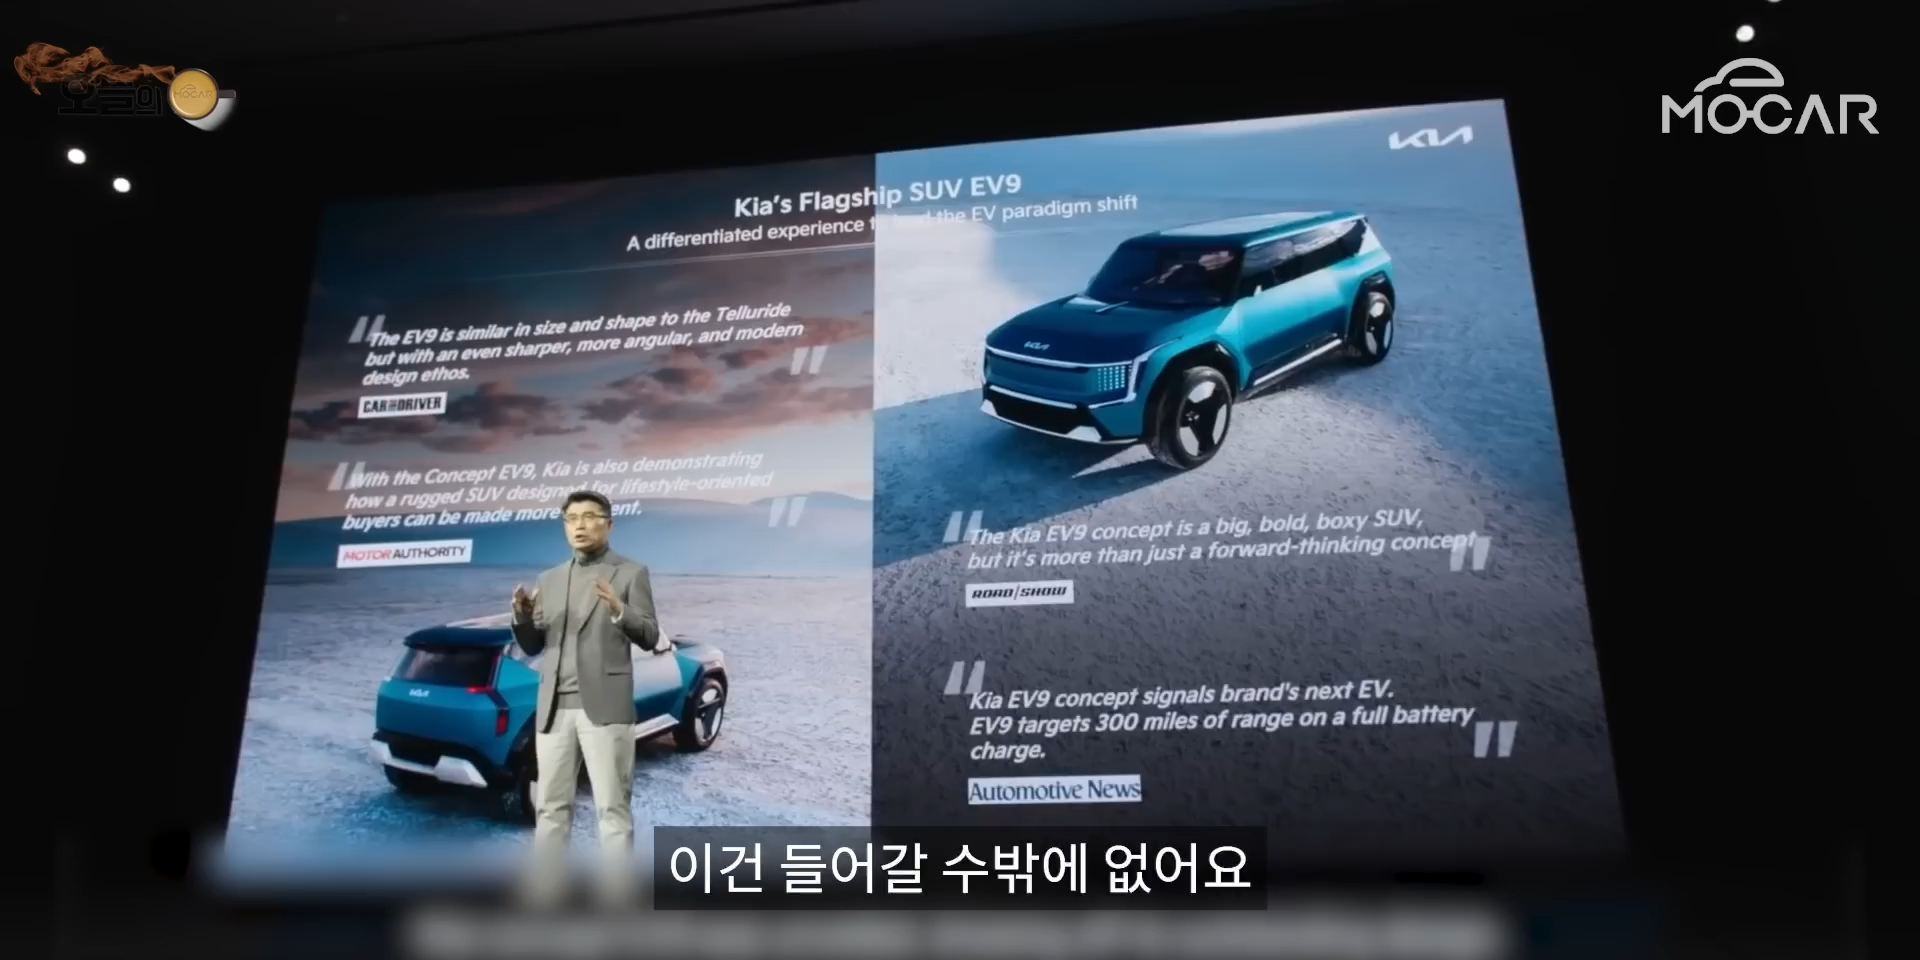 오늘의
MOCAR
MOCAR
KIA
Kia's Flagship SUV EV9
A differentiated experience the EV paradigm shift
"The EV9 is similar in size and shape to the Telluride
but with an even sharper, more angular, and modern
design ethos."
CAR AND DRIVER
"With the Concept EV9, Kia is also demonstrating
how a rugged SUV designed for lifestyle-oriented
buyers can be made more
MOTOR AUTHORITY
KIA
KIA
"The Kia EV9 concept is a big, bold, boxy SUV,
but it's more than just a forward-thinking concept"
ROAD/SHOW
"Kia EV9 concept signals brand's next EV.
EV9 targets 300 miles of range on a full battery
charge."
Automotive News
이건 들어갈 수밖에 없어요